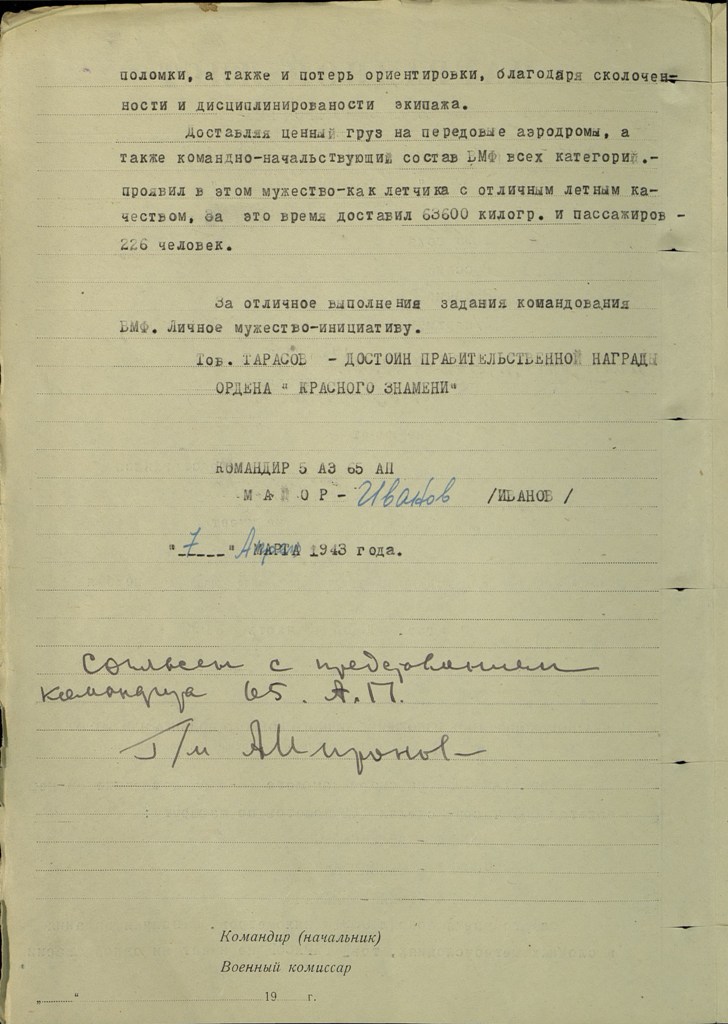 поломки, а также и потерь ориентировки, благодаря сколочен-
ности и дисциплинированости экипажа.
Доставляя ценный груз на передовые аэродромы, а
также командно-начальствующий состав ВМФ всех категорий.-
проявил в этом мужество-как летчика с отличным летным ка-
чеством, За это время доставил 63600 килогр. и пассажиров -
226 человек.
За отличное выполнения задания командования
ВМФ. Личное мужество-инициативу.
Тов. ТАРАСОВ - ДОСТОИН ПРАВИТЕЛЬСТВЕННОЙ НАГРАДЫ
ОРДЕНА " КРАСНОГО ЗНАМЕНИ"
КОМАНДИР 5 АЭ 65 АП
М А Й О Р - Иванов /ИВАНОВ /
"7" Апреля МАРТА 1943 года.
Согласен с представлением
командира 65. А.П.
П/п АМиронов
Командир (начальник)
Военный комиссар
„ “ 19 г.